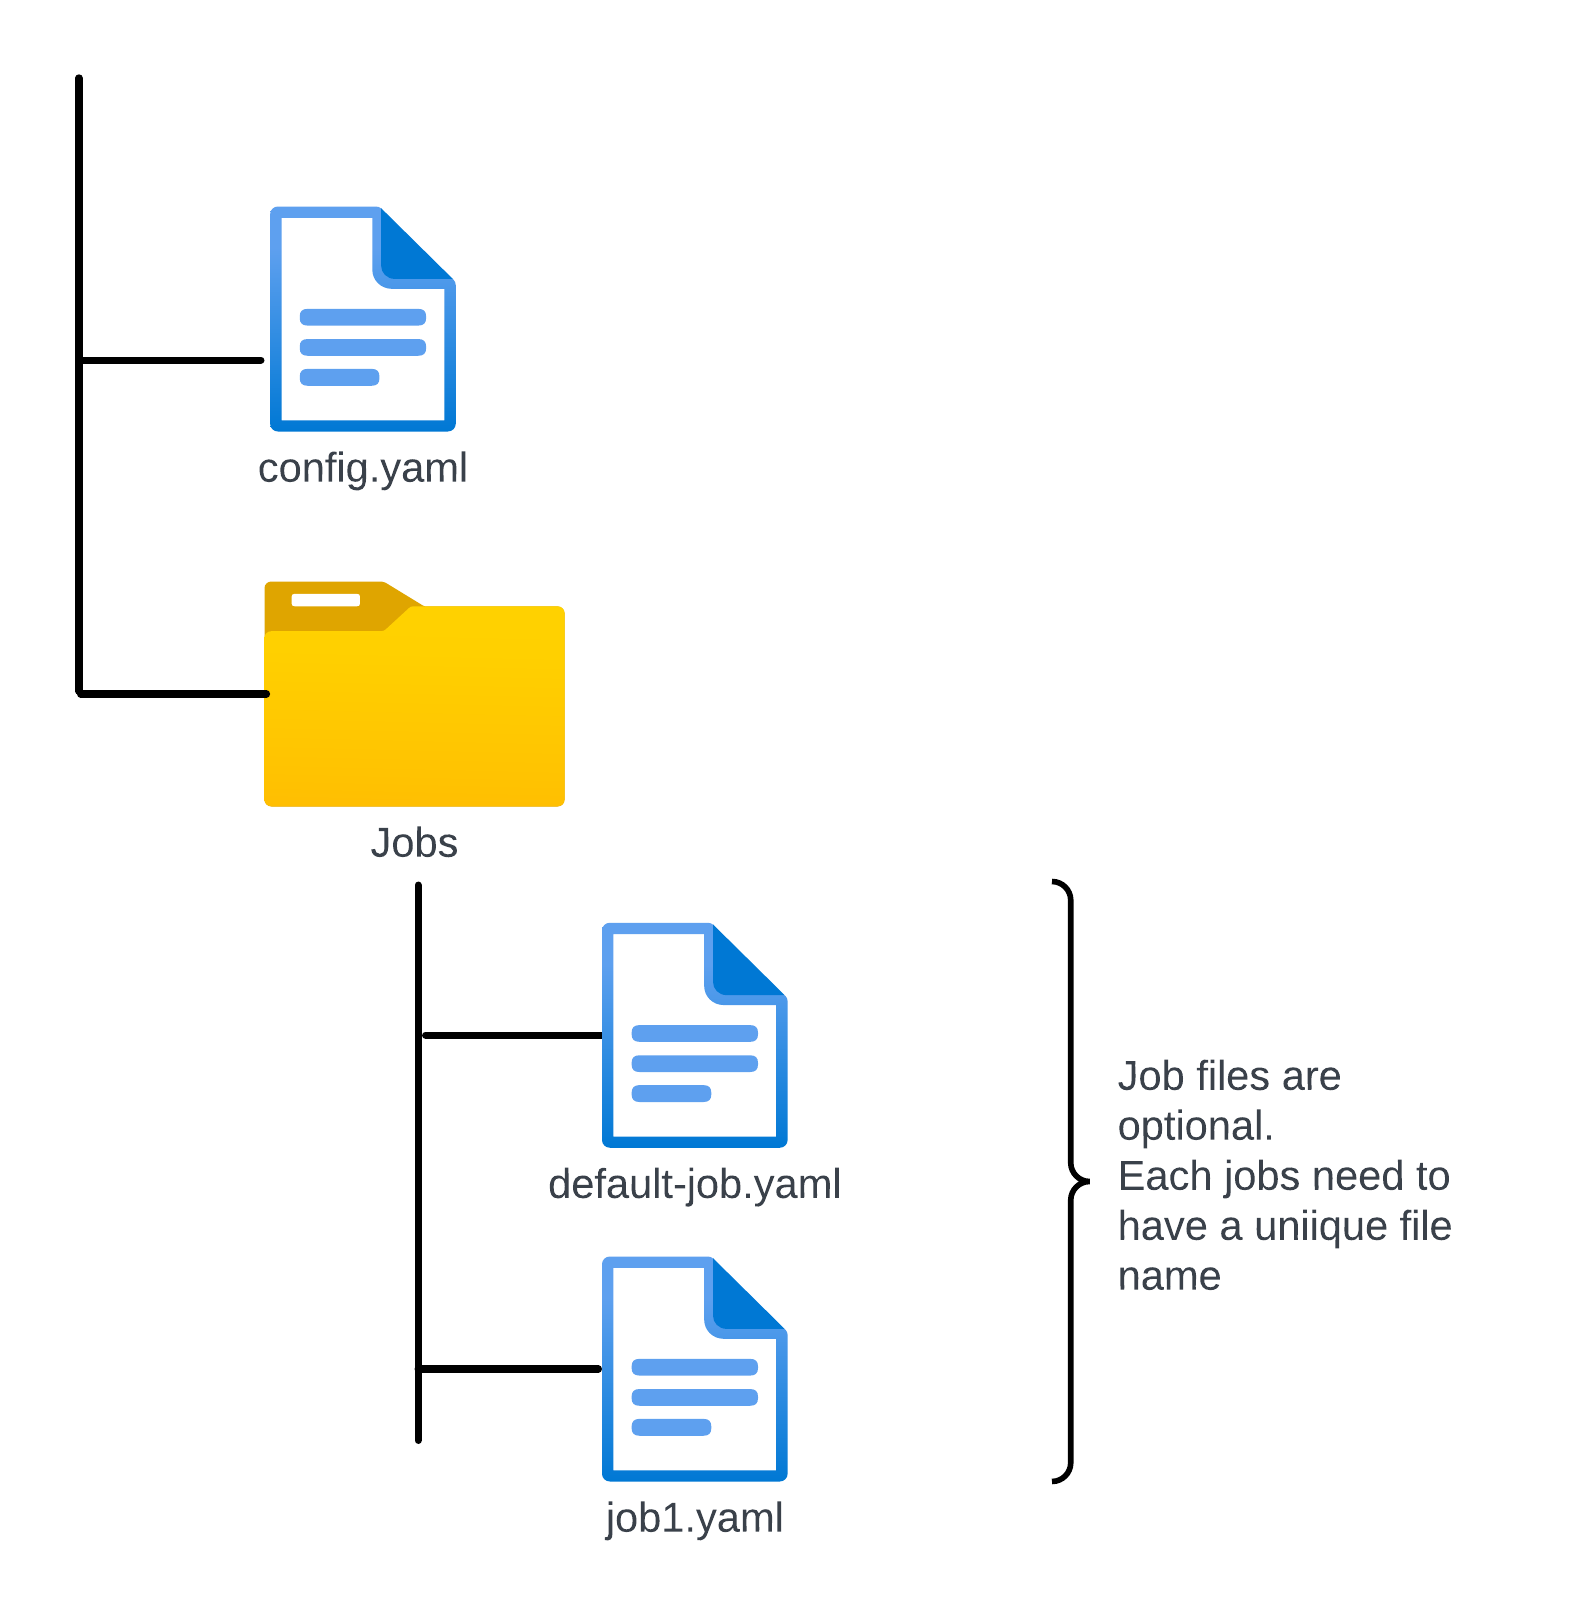 config.yaml
Jobs
default-job.yaml
Job files are
optional.
Each jobs need to
have a uniique file
name
job1.yaml